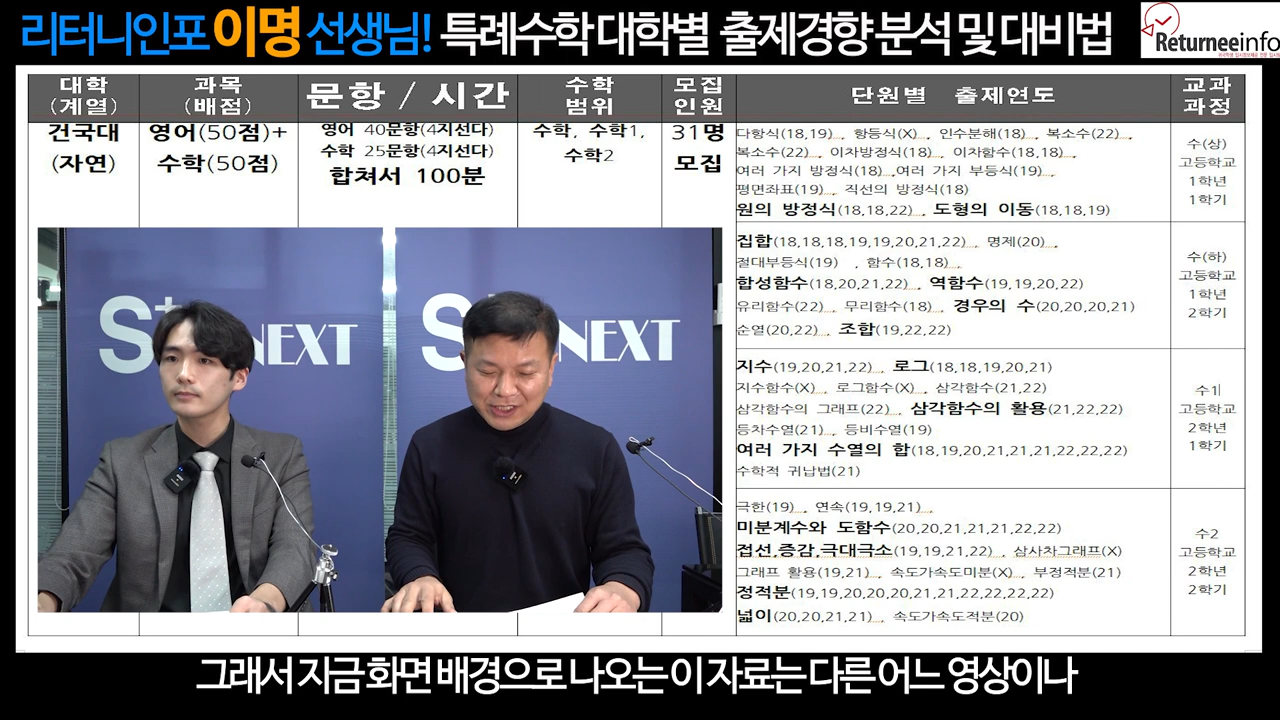 리터니인포 이명 선생님! 특례수학 대학별 출제경향 분석 및 대비법
Returneeinfo
대학
(계열)
과목
(배점)
문항 / 시간
수학
범위
모집
인원
단원별 출제연도
교과
과정
건국대
(자연)
영어(50점)+
수학(50점)
영어 40문항(4지선다)
수학 25문항(4지선다)
합쳐서 100분
수학, 수학1,
수학2
31명
모집
다항식(18,19) , 항등식(X) , 인수분해(18) , 복소수(22) ,
복소수(22) , 이차방정식(18) , 이차함수(18,18) ,
여러 가지 방정식(18) ,여러 가지 부등식(19) ,
평면좌표(19) , 직선의 방정식(18)
원의 방정식(18,18,22) , 도형의 이동(18,18,19)
수(상)
고등학교
1학년
1학기
집합(18,18,18,19,19,20,21,22) , 명제(20) ,
절대부등식(19) , 함수(18,18) ,
합성함수(18,20,21,22) , 역함수(19,19,20,22)
유리함수(22) , 무리함수(18) , 경우의 수(20,20,20,21)
순열(20,22) , 조합(19,22,22)
수(하)
고등학교
1학년
2학기
지수(19,20,21,22) , 로그(18,18,19,20,21)
지수함수(X) , 로그함수(X) , 삼각함수(21,22)
삼각함수의 그래프(22) , 삼각함수의 활용(21,22,22)
등차수열(21) , 등비수열(19)
여러 가지 수열의 합(18,19,20,21,21,21,22,22,22)
수학적 귀납법(21)
수1
고등학교
2학년
1학기
극한(19) , 연속(19,19,21) ,
미분계수와 도함수(20,20,21,21,21,22,22)
접선,증감,극대극소(19,19,21,22) , 삼사차그래프(X)
그래프 활용(19,21) , 속도가속도미분(X) , 부정적분(21)
정적분(19,19,20,20,20,21,21,22,22,22,22)
넓이(20,20,21,21) , 속도가속도적분(20)
수2
고등학교
2학년
2학기
S+ NEXT
S NEXT
그래서 지금 화면 배경으로 나오는 이 자료는 다른 어느 영상이나